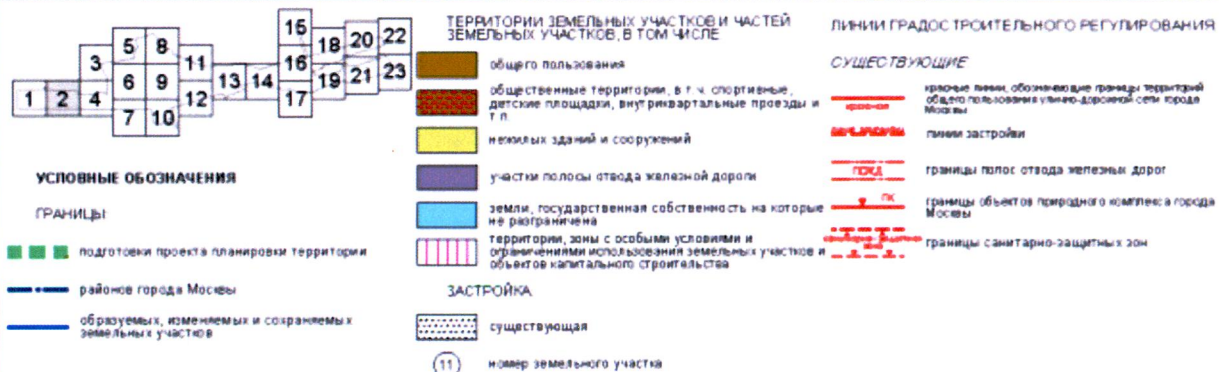 15
5 8 18 20 22
3 11 16
6 9 13 14 19 21 23
1 2 4 12 17
7 10
УСЛОВНЫЕ ОБОЗНАЧЕНИЯ
ГРАНИЦЫ
подготовки проекта планировки территории
районов города Москвы
образуемых, изменяемых и сохраняемых
земельных участков
ТЕРРИТОРИИ ЗЕМЕЛЬНЫХ УЧАСТКОВ И ЧАСТЕЙ
ЗЕМЕЛЬНЫХ УЧАСТКОВ, В ТОМ ЧИСЛЕ
общего пользования
общественные территории, в т.ч. спортивные,
детские площадки, внутриквартальные проезды и
т.п.
нежилых зданий и сооружений
участки полосы отвода железной дороги
земли, государственная собственность на которые
не разграничена
территории, зоны с особыми условиями и
ограничениями использования земельных участков и
объектов капитального строительства
ЗАСТРОЙКА
существующая
11 номер земельного участка
ЛИНИИ ГРАДОСТРОИТЕЛЬНОГО РЕГУЛИРОВАНИЯ
СУЩЕСТВУЮЩИЕ
красные линии, обозначающие границы территорий
общего пользования улично-дорожной сети города
Москвы
линии застройки
границы полос отвода железных дорог
ПК
границы объектов природного комплекса города
Москвы
границы санитарно-защитных зон